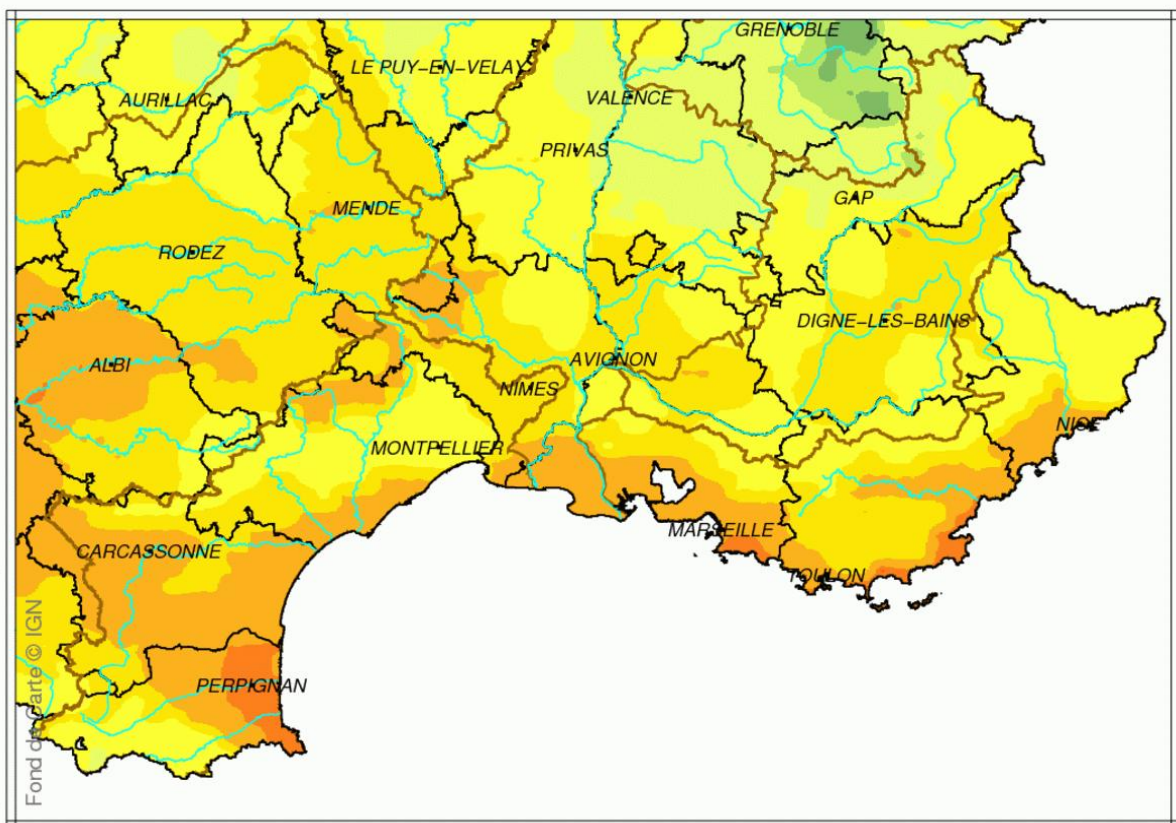 GRENOBLE
LE PUY-EN-VELAY
AURILLAC
VALENCE
PRIVAS
GAP
MENDE
RODEZ
DIGNE-LES-BAINS
AVIGNON
ALBI
NIMES
NICE
MONTPELLIER
MARSEILLE
CARCASSONNE
TOULON
PERPIGNAN
Fond de Carte © IGN